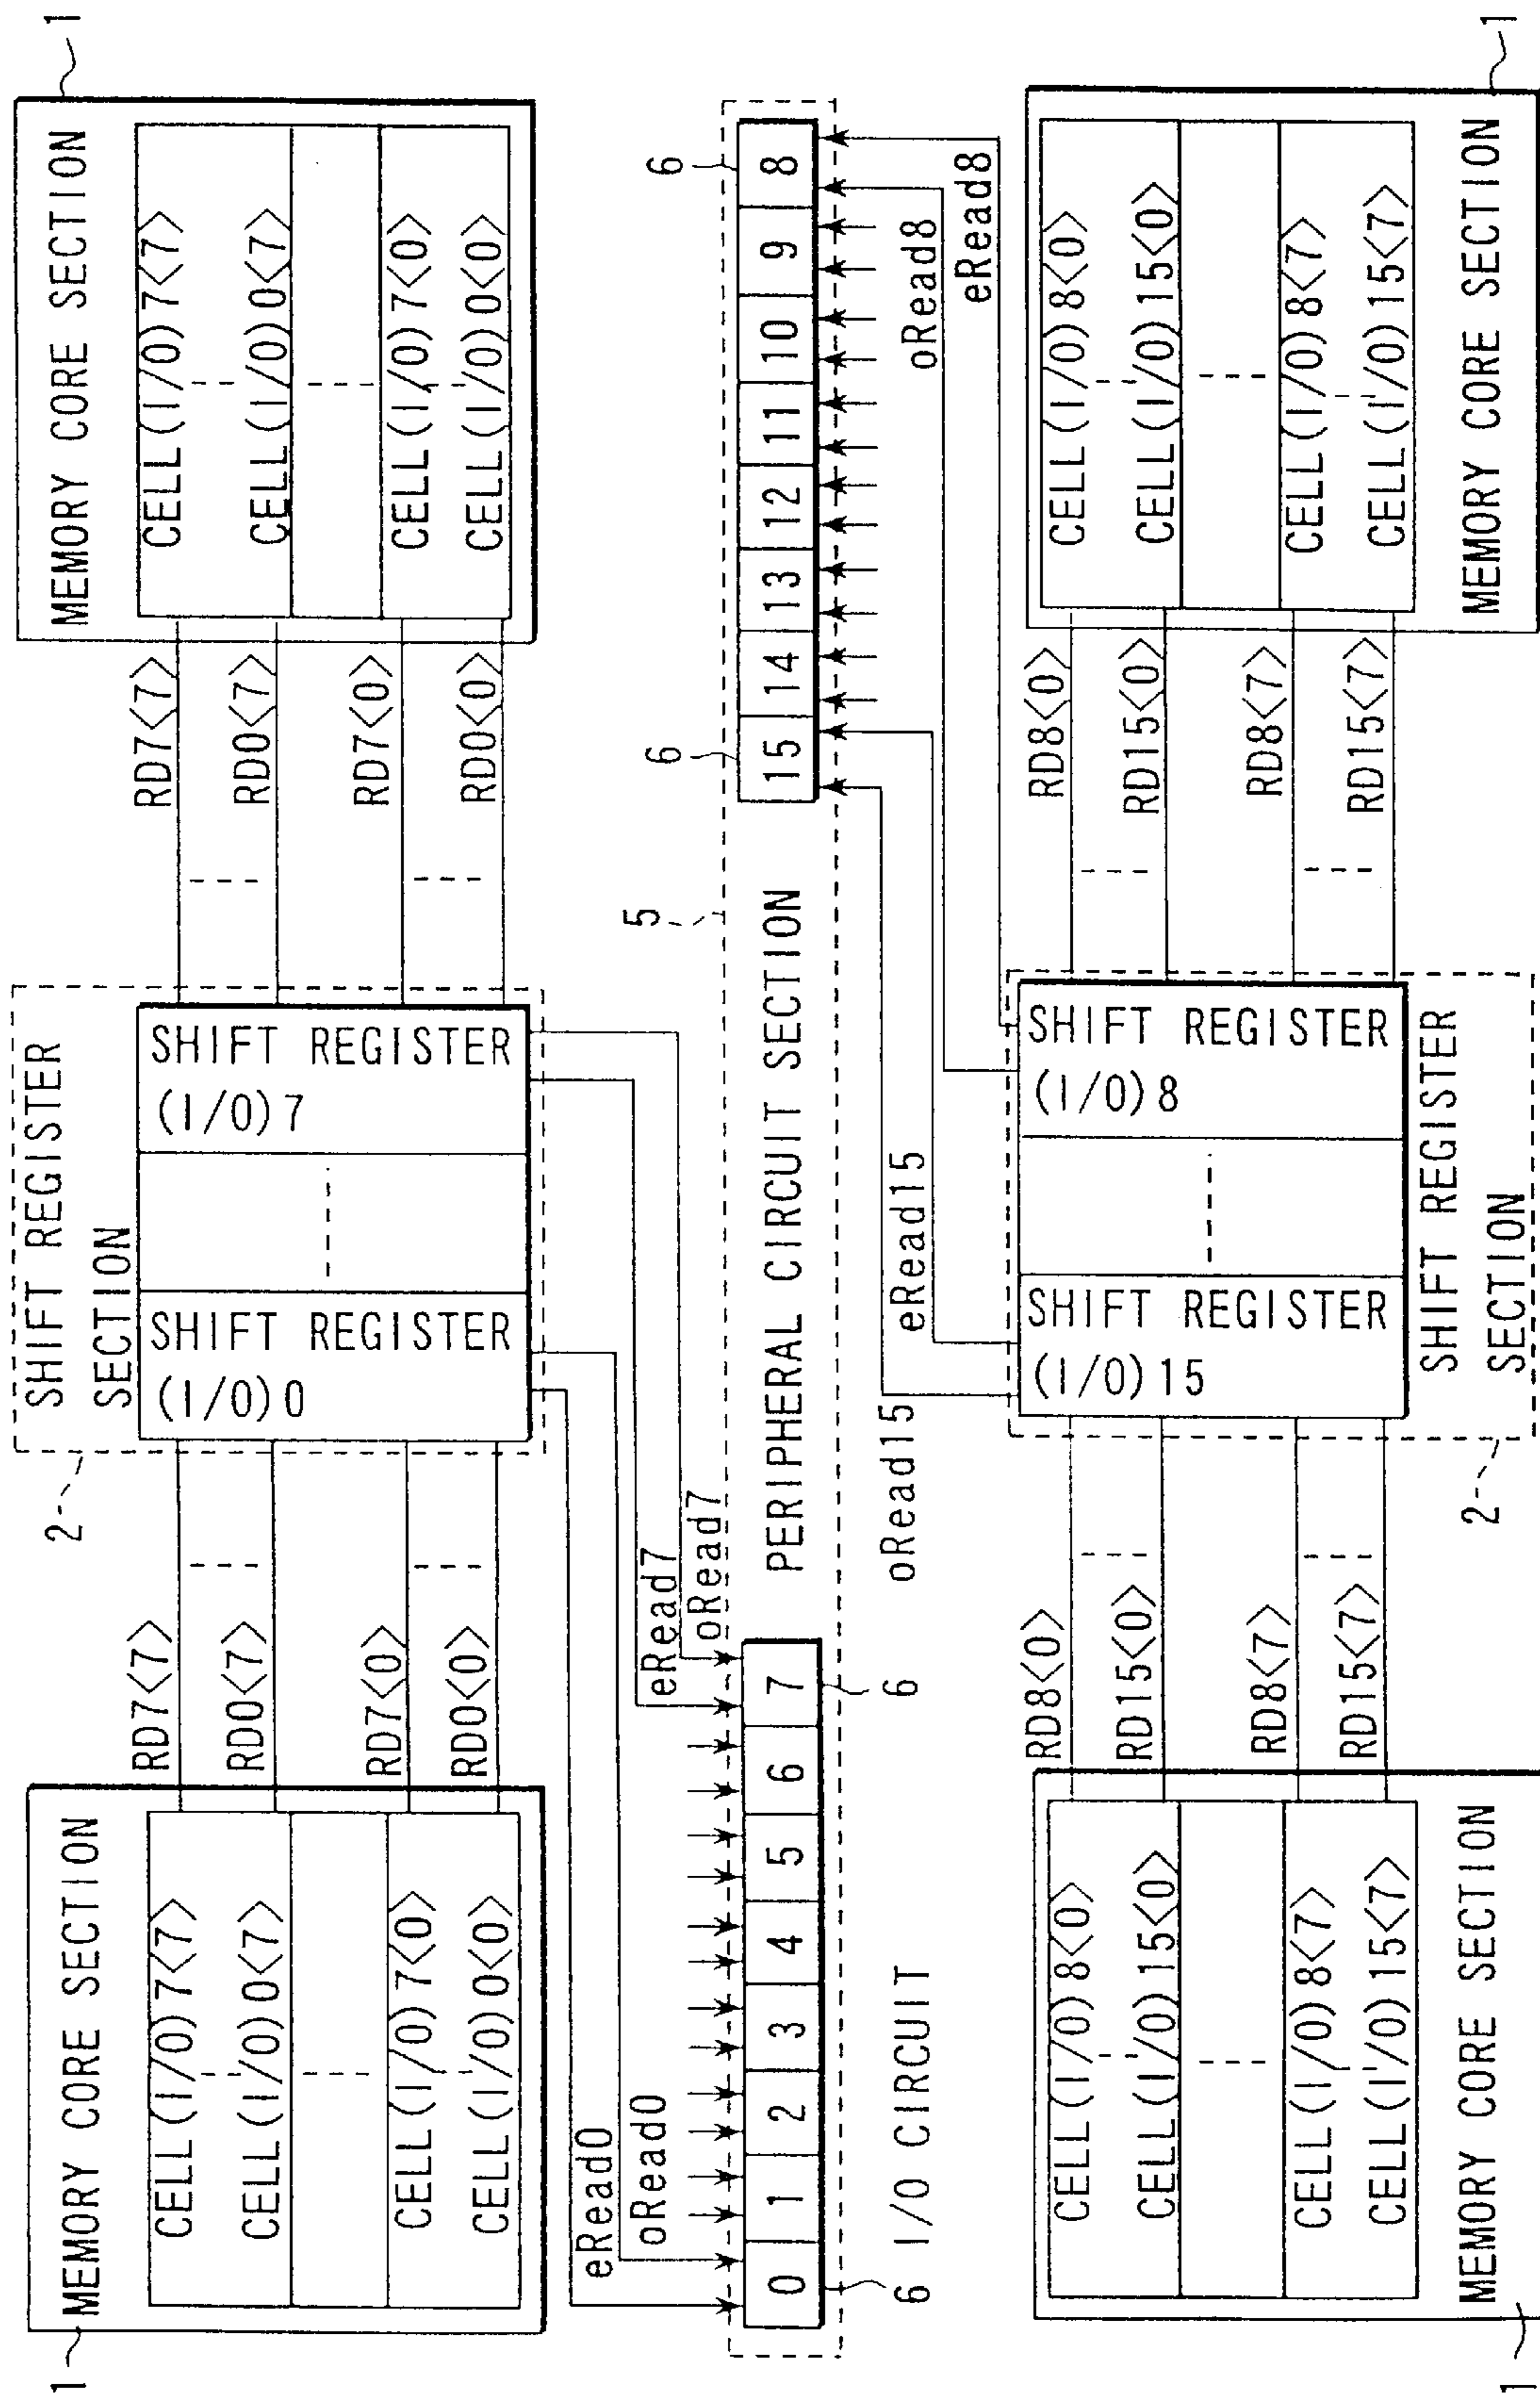 1
MEMORY CORE SECTION
CELL(I/O)7<7>
CELL(I/O)0<7>
CELL(I/O)7<0>
CELL(I/O)0<0>
RD7<7>
RD0<7>
RD7<0>
RD0<0>
2
SHIFT REGISTER
SECTION
SHIFT REGISTER
(I/O)0
SHIFT REGISTER
(I/O)7
RD7<7>
RD0<7>
RD7<0>
RD0<0>
MEMORY CORE SECTION
CELL(I/O)7<7>
CELL(I/O)0<7>
CELL(I/O)7<0>
CELL(I/O)0<0>
1
eRead0
oRead0
eRead7
oRead7
5
0
1
2
3
4
5
6
7
6
PERIPHERAL CIRCUIT SECTION
6
15
14
13
12
11
10
9
8
6
6 I/O CIRCUIT
oRead15
eRead15
oRead8
eRead8
CELL(I/O)8<0>
CELL(I/O)15<0>
CELL(I/O)8<7>
CELL(I/O)15<7>
MEMORY CORE SECTION
1
RD8<0>
RD15<0>
RD8<7>
RD15<7>
SHIFT REGISTER
(I/O)15
SHIFT REGISTER
(I/O)8
SHIFT REGISTER
SECTION
2
RD8<0>
RD15<0>
RD8<7>
RD15<7>
CELL(I/O)8<0>
CELL(I/O)15<0>
CELL(I/O)8<7>
CELL(I/O)15<7>
MEMORY CORE SECTION
1